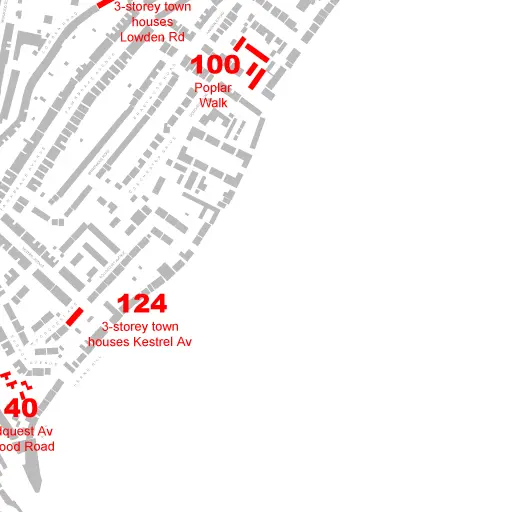 3-storey town
houses
Lowden Rd
100
Poplar
Walk
124
3-storey town
houses Kestrel Av
40
lquest Av
ood Road